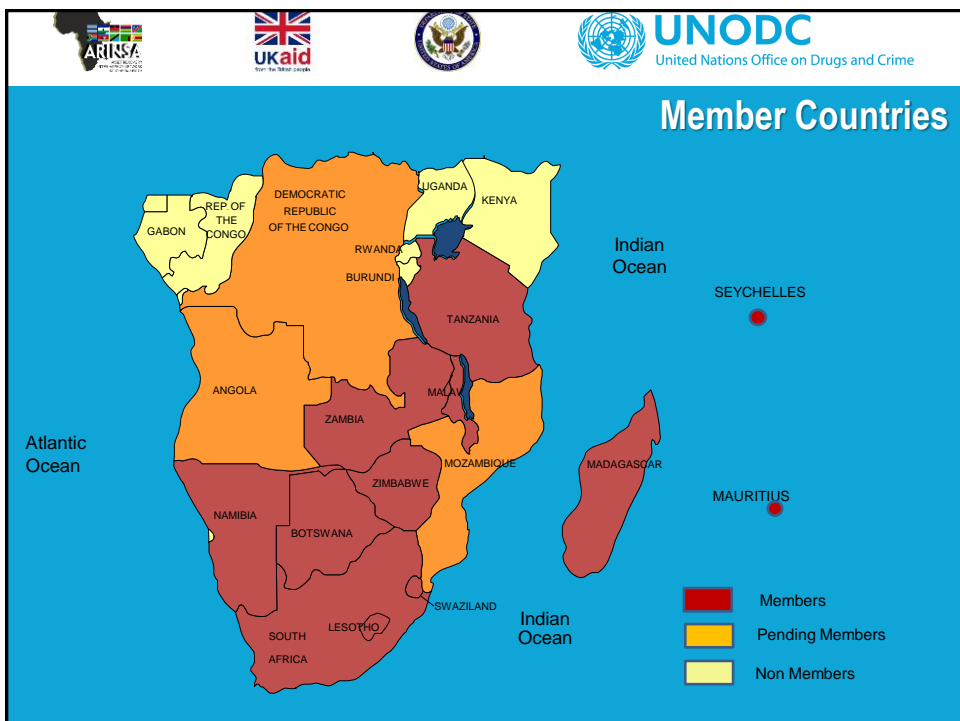 ARINSA
UKaid
from the British people
UNODC
United Nations Office on Drugs and Crime
Member Countries
UGANDA
KENYA
DEMOCRATIC
REPUBLIC
OF THE CONGO
REP OF
THE
CONGO
GABON
RWANDA
BURUNDI
Indian
Ocean
SEYCHELLES
TANZANIA
ANGOLA
MALAW
ZAMBIA
Atlantic
Ocean
MOZAMBIQUE
MADAGASCAR
ZIMBABWE
MAURITIUS
NAMIBIA
BOTSWANA
SWAZILAND
Indian
Ocean
LESOTHO
SOUTH
AFRICA
Members
Pending Members
Non Members